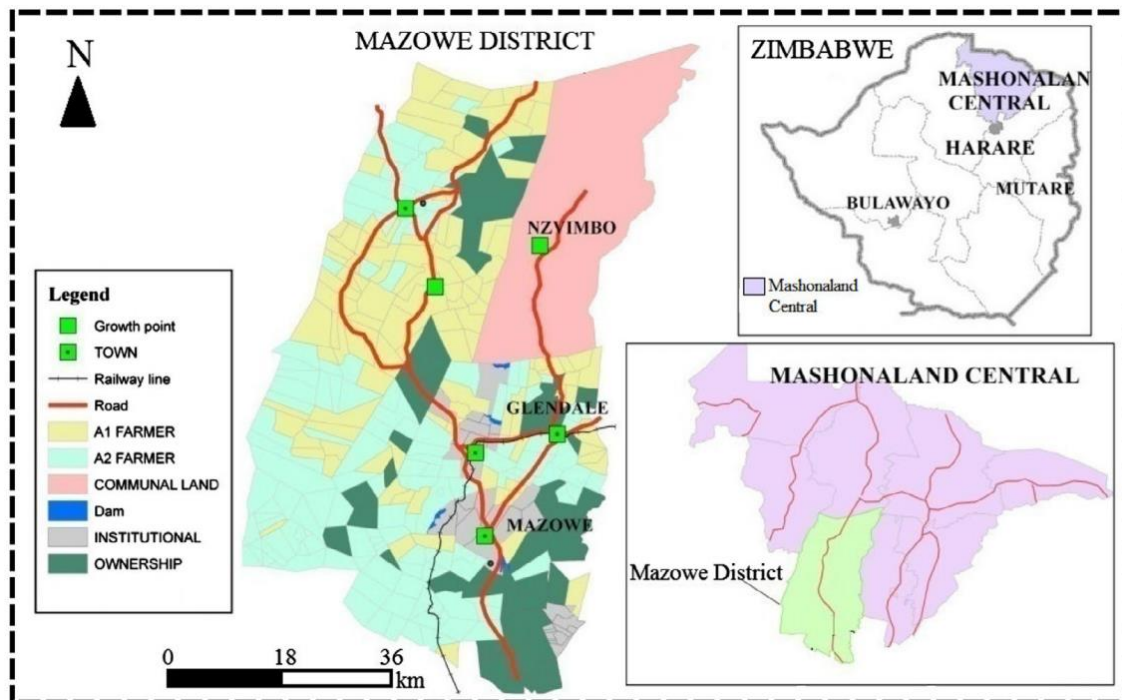 N
MAZOWE DISTRICT
NZVIMBO
GLENDALE
MAZOWE
Legend
Growth point
TOWN
Railway line
Road
A1 FARMER
A2 FARMER
COMMUNAL LAND
Dam
INSTITUTIONAL
OWNERSHIP
0 18 36
km
ZIMBABWE
MASHONALAN
CENTRAL
HARARE
MUTARE
BULAWAYO
Mashonaland
Central
MASHONALAND CENTRAL
Mazowe District